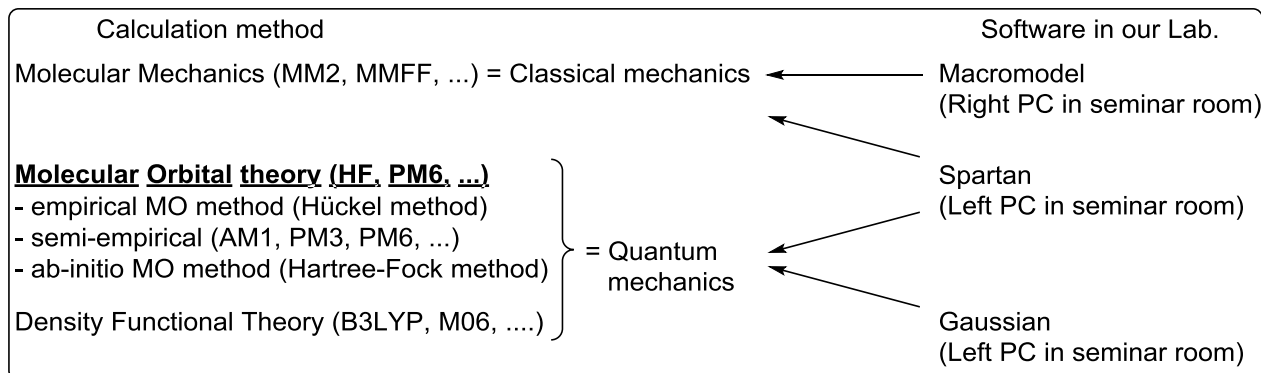 Calculation method
Software in our Lab.
Molecular Mechanics (MM2, MMFF, ...) = Classical mechanics
Macromodel
(Right PC in seminar room)
Molecular Orbital theory (HF, PM6, ...)
- empirical MO method (Hückel method)
- semi-empirical (AM1, PM3, PM6, ...)
- ab-initio MO method (Hartree-Fock method)
Density Functional Theory (B3LYP, M06, ....)
= Quantum
mechanics
Spartan
(Left PC in seminar room)
Gaussian
(Left PC in seminar room)